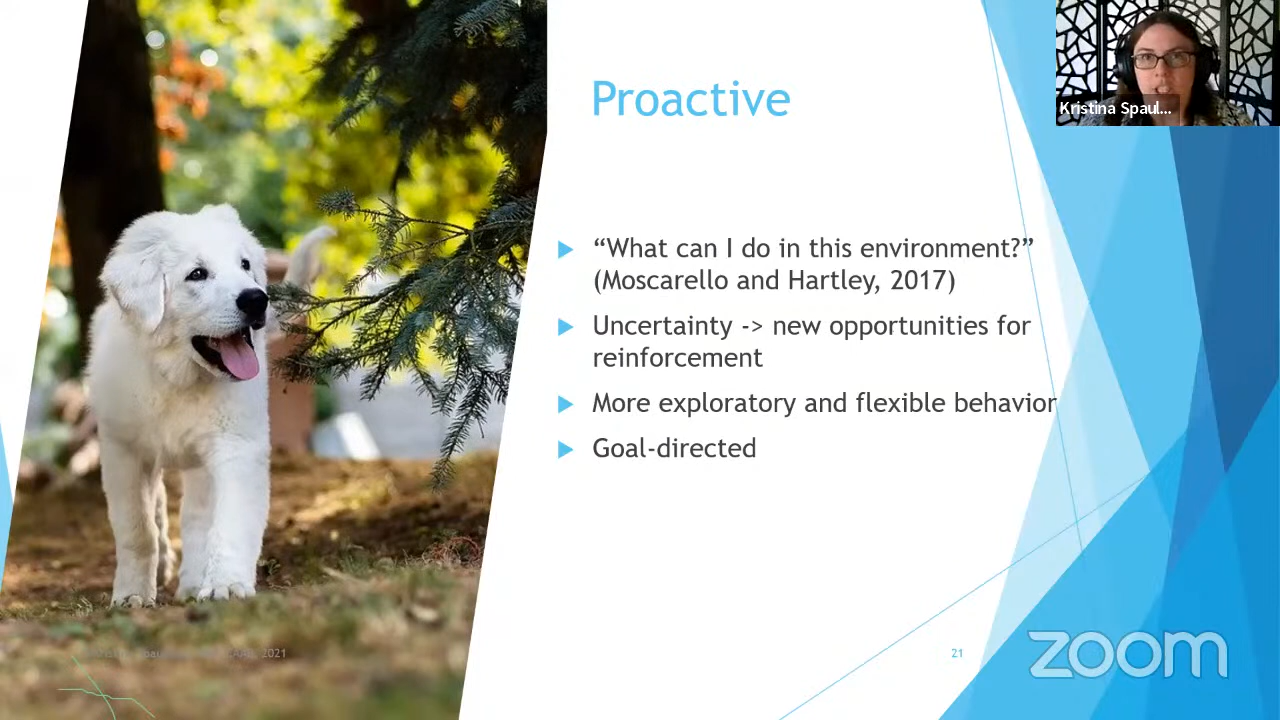 Proactive
Kristina Spaul...
“What can I do in this environment?”
(Moscarello and Hartley, 2017)
Uncertainty -> new opportunities for
reinforcement
More exploratory and flexible behavior
Goal-directed
2021
21
zoom